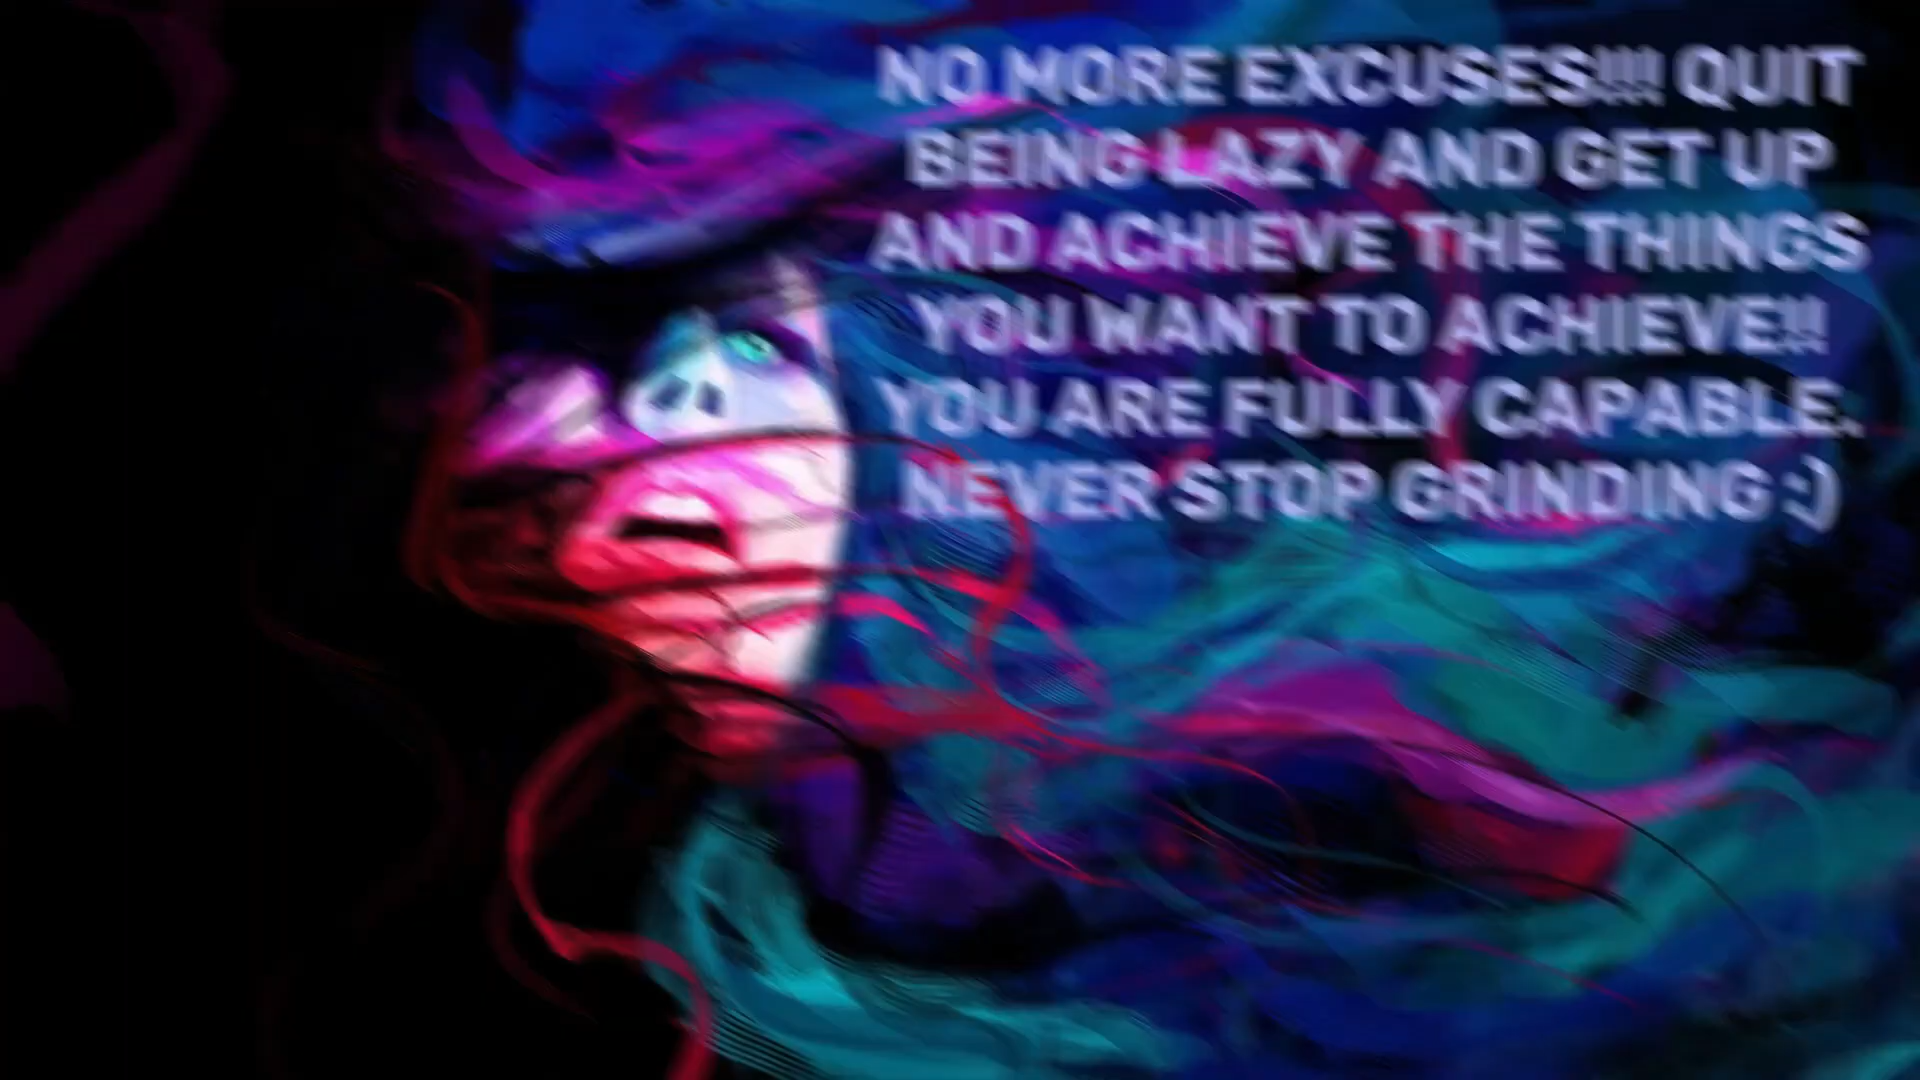 NO MORE EXCUSES!!! QUIT
BEING LAZY AND GET UP
AND ACHIEVE THE THINGS
YOU WANT TO ACHIEVE!!
YOU ARE FULLY CAPABLE.
NEVER STOP GRINDING :)